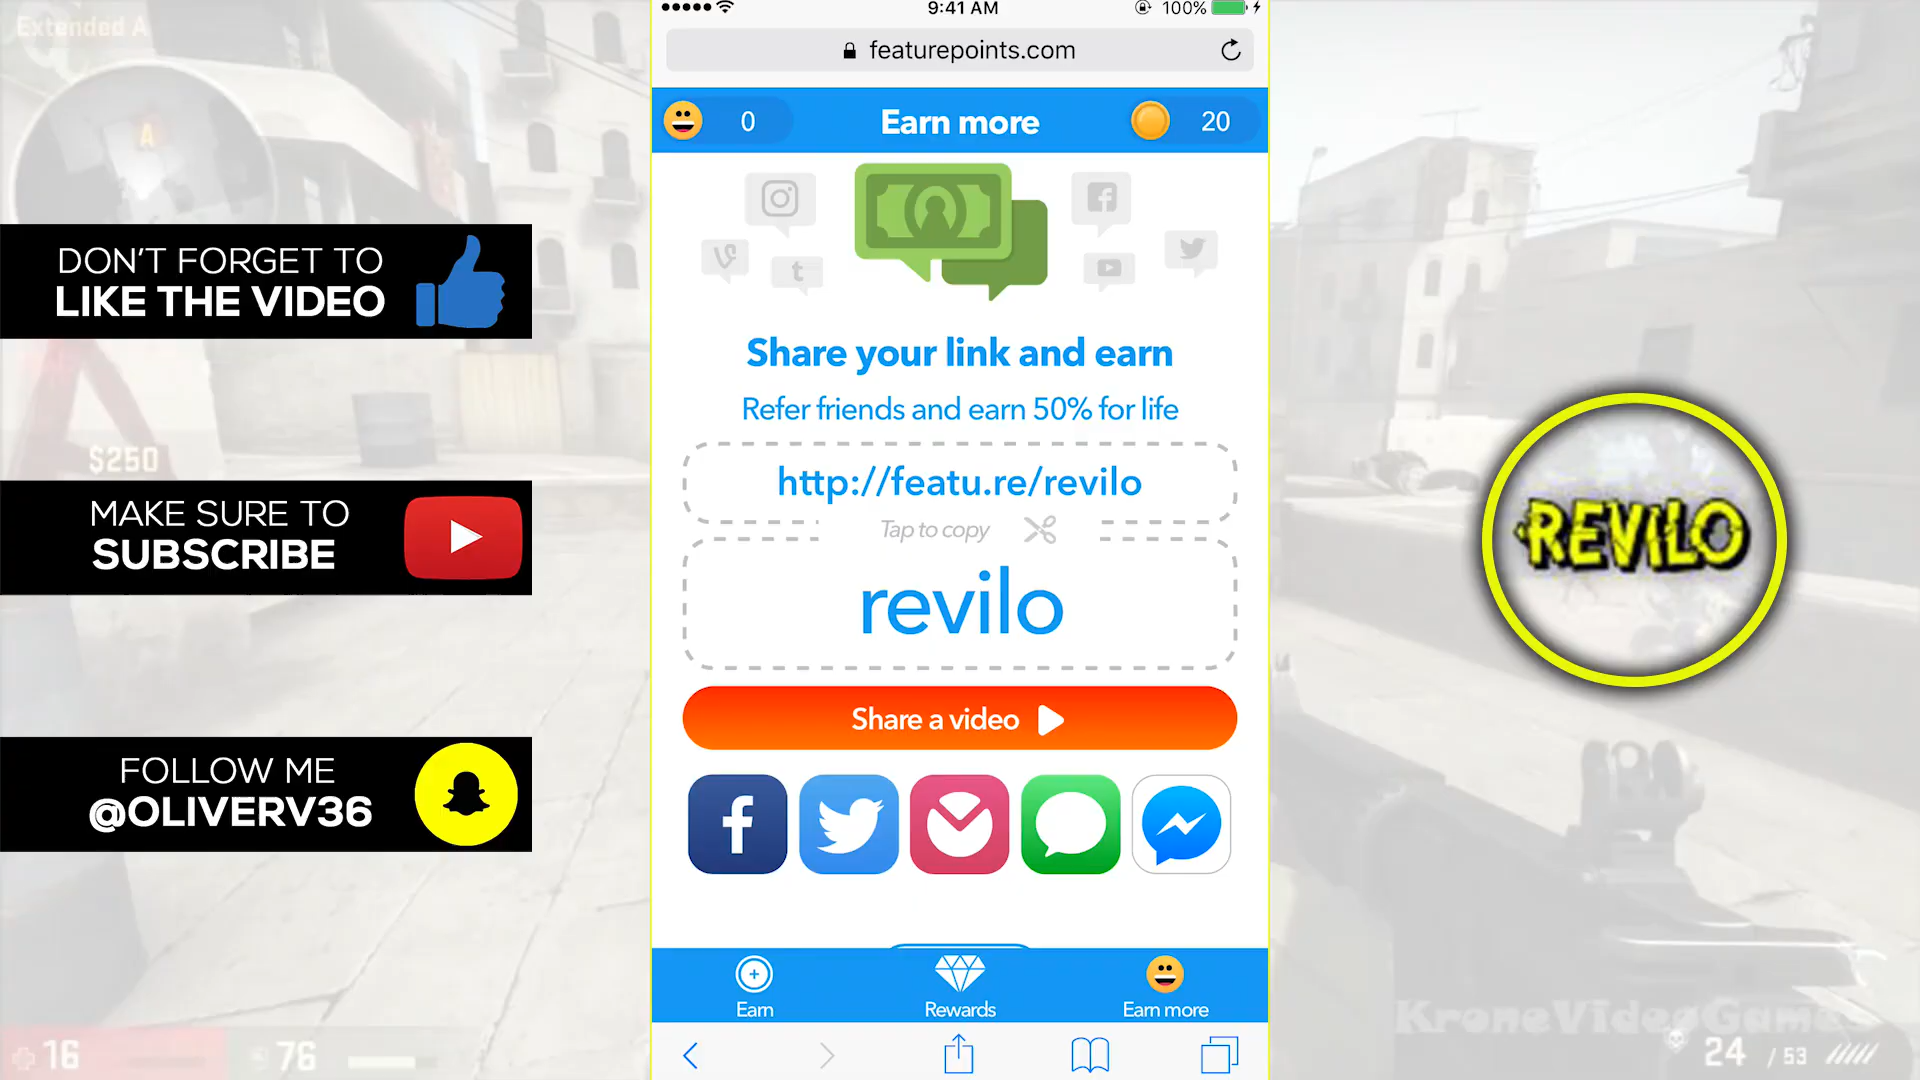 Extended A
A
$250
16
76
DON'T FORGET TO
LIKE THE VIDEO
MAKE SURE TO
SUBSCRIBE
FOLLOW ME
@OLIVERV36
9:41 AM
100%
featurepoints.com
0
Earn more
20
Share your link and earn
Refer friends and earn 50% for life
http://featu.re/revilo
Tap to copy
revilo
Share a video
Earn
Rewards
Earn more
REVILO
KroneVideoGame
24 / 53